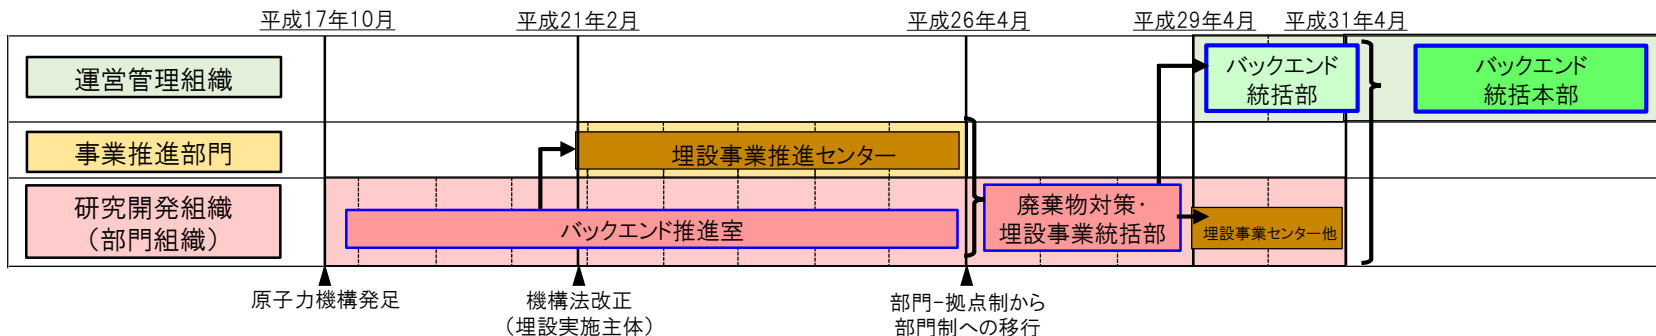 平成17年10月
平成21年2月
平成26年4月
平成29年4月
平成31年4月
運営管理組織
バックエンド
統括部
バックエンド
統括本部
事業推進部門
埋設事業推進センター
研究開発組織
（部門組織）
バックエンド推進室
廃棄物対策・
埋設事業統括部
埋設事業センター他
原子力機構発足
機構法改正
（埋設実施主体）
部門−拠点制から
部門制への移行